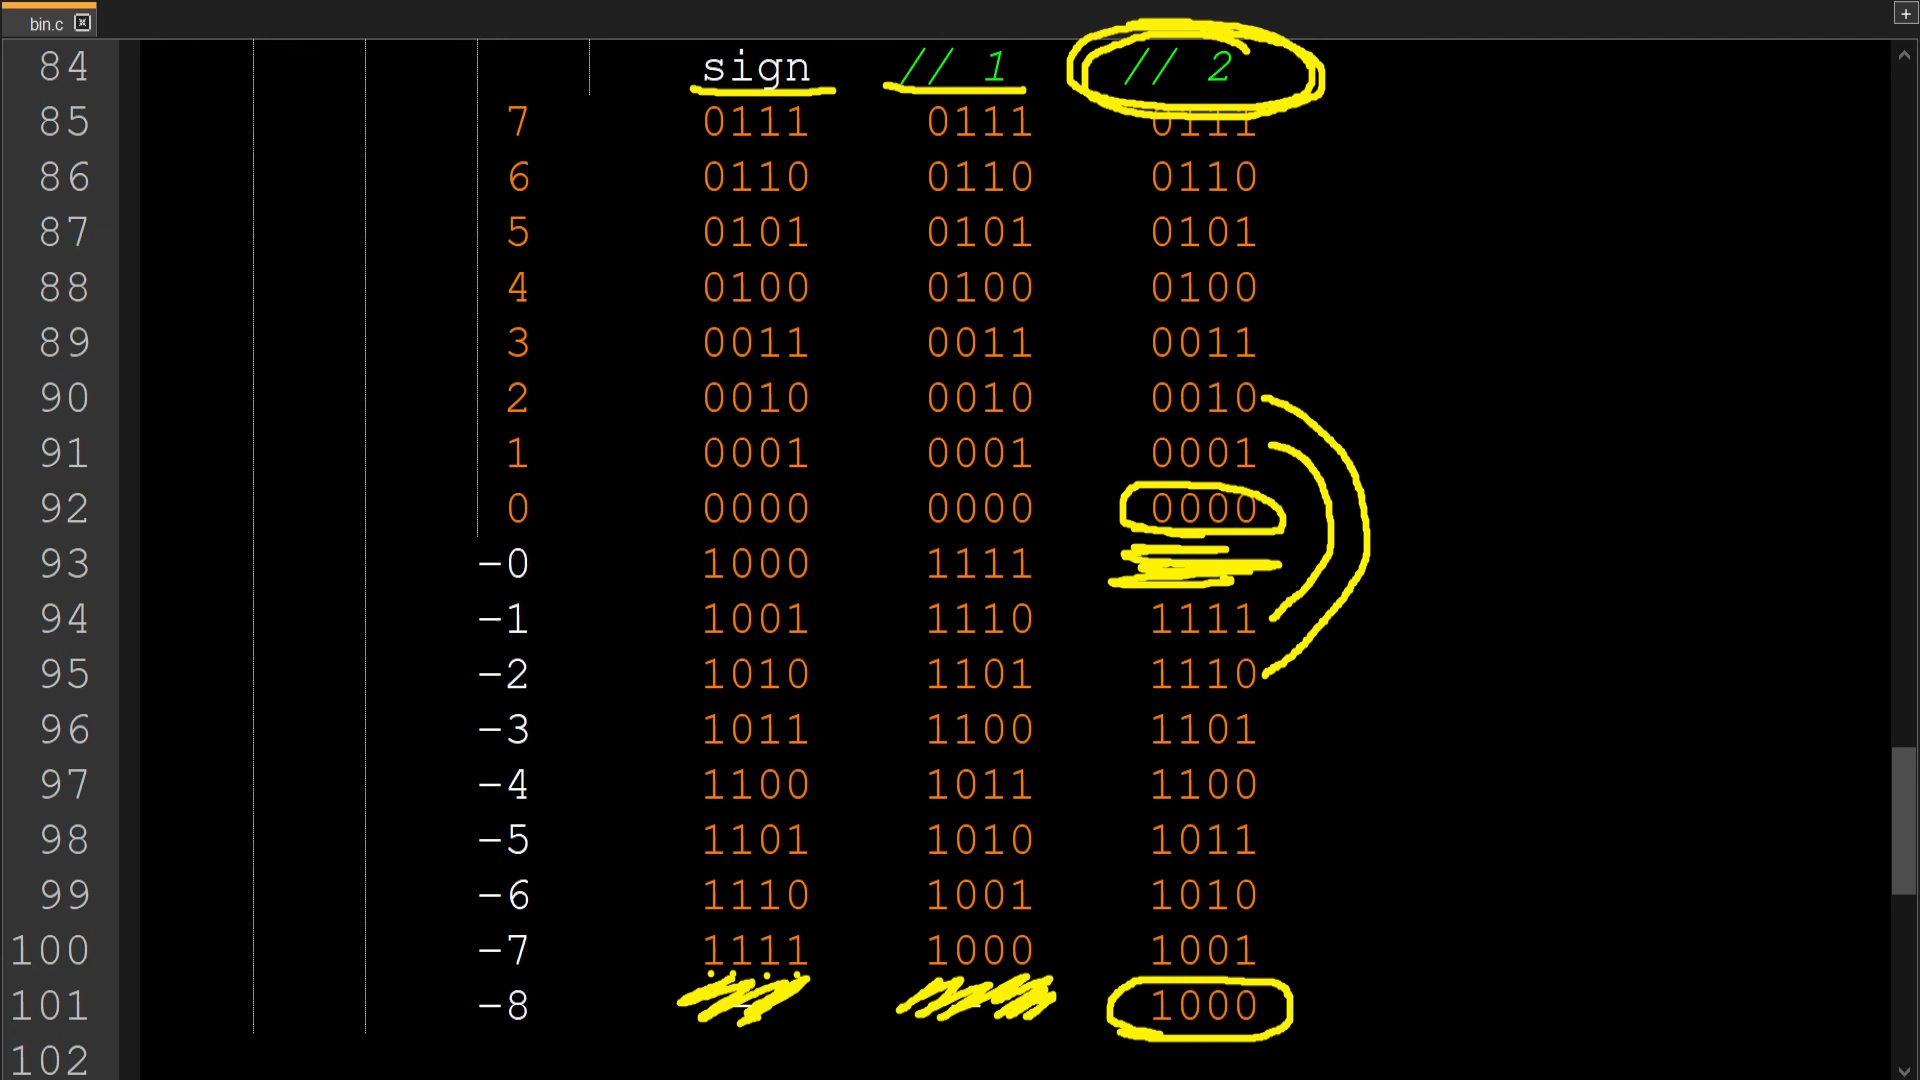 bin.c
84 sign // 1 // 2
85 7 0111 0111 0111
86 6 0110 0110 0110
87 5 0101 0101 0101
88 4 0100 0100 0100
89 3 0011 0011 0011
90 2 0010 0010 0010
91 1 0001 0001 0001
92 0 0000 0000 0000
93 -0 1000 1111
94 -1 1001 1110 1111
95 -2 1010 1101 1110
96 -3 1011 1100 1101
97 -4 1100 1011 1100
98 -5 1101 1010 1011
99 -6 1110 1001 1010
100 -7 1111 1000 1001
101 -8 1000
102